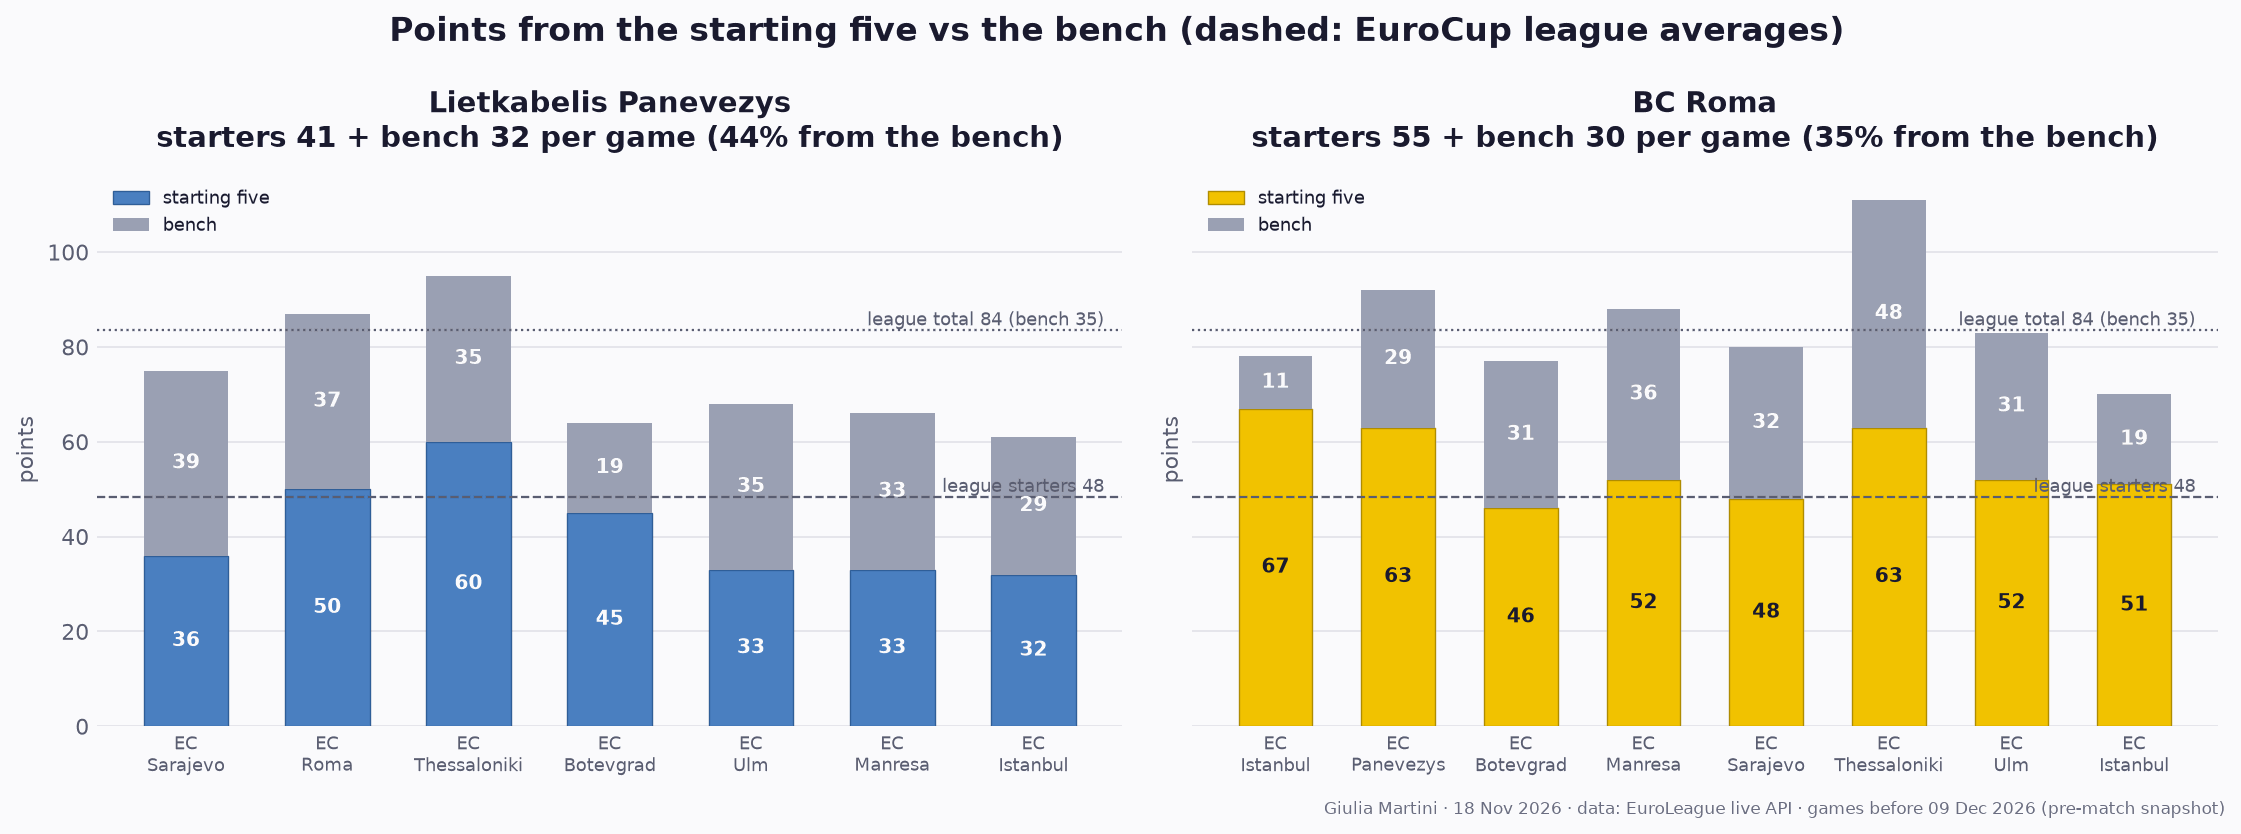 Points from the starting five vs the bench (dashed: EuroCup league averages)
Lietkabelis Panevezys
starters 41 + bench 32 per game (44% from the bench)
starting five
bench
points
100
80
60
40
20
0
league total 84 (bench 35)
league starters 48
39
37
35
19
35
33
29
36
50
60
45
33
33
32
EC
Sarajevo
EC
Roma
EC
Thessaloniki
EC
Botevgrad
EC
Ulm
EC
Manresa
EC
Istanbul
BC Roma
starters 55 + bench 30 per game (35% from the bench)
starting five
bench
points
league total 84 (bench 35)
league starters 48
11
29
31
36
32
48
31
19
67
63
46
52
48
63
52
51
EC
Istanbul
EC
Panevezys
EC
Botevgrad
EC
Manresa
EC
Sarajevo
EC
Thessaloniki
EC
Ulm
EC
Istanbul
Giulia Martini · 18 Nov 2026 · data: EuroLeague live API · games before 09 Dec 2026 (pre-match snapshot)